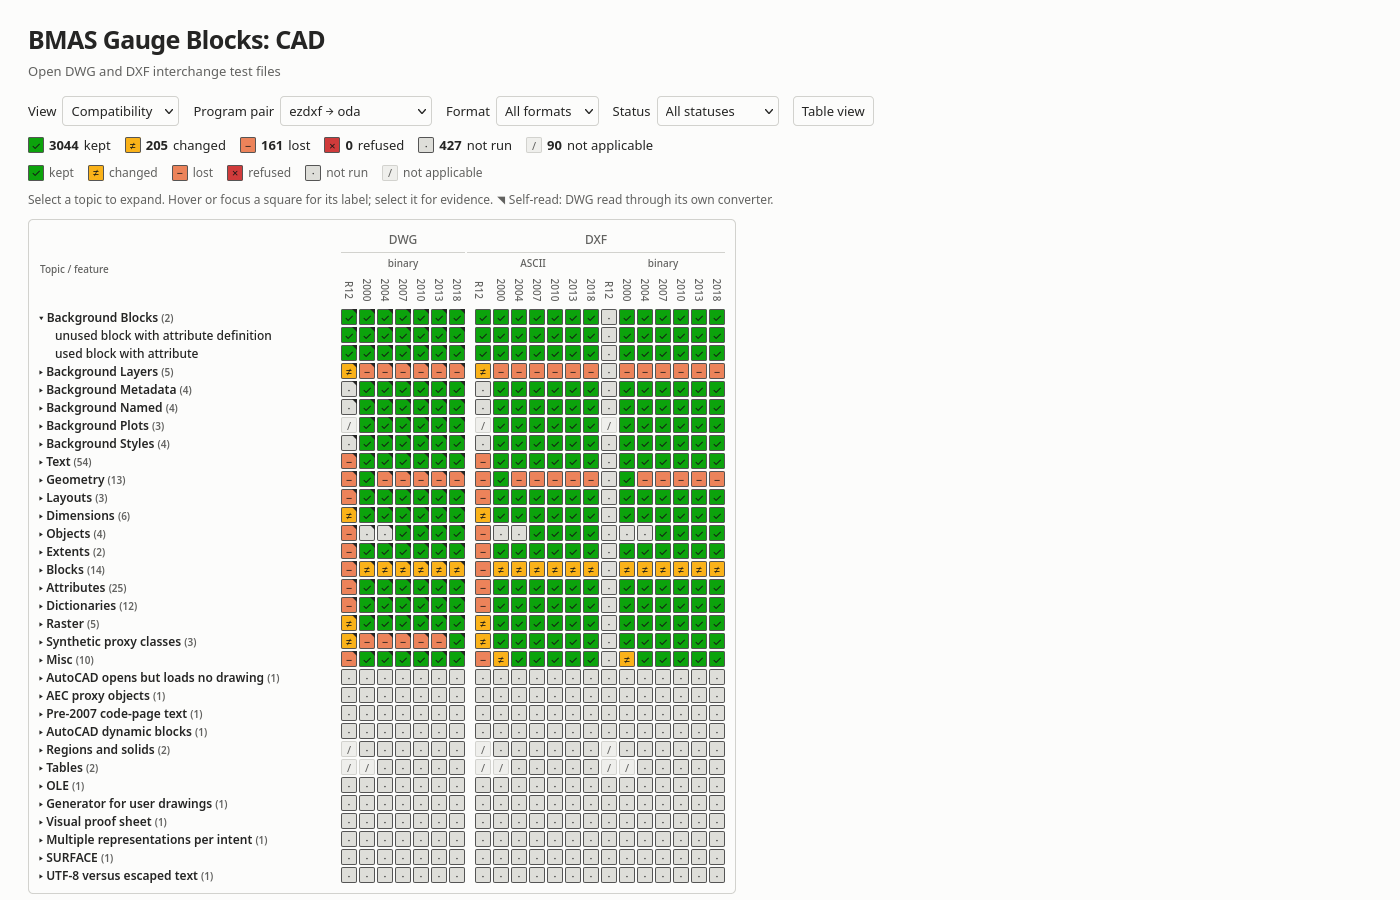 BMAS Gauge Blocks: CAD
Open DWG and DXF interchange test files
View Compatibility Program pair ezdxf → oda Format All formats Status All statuses Table view
✓ 3044 kept ≠ 205 changed − 161 lost × 0 refused · 427 not run / 90 not applicable
✓ kept ≠ changed − lost × refused · not run / not applicable
Select a topic to expand. Hover or focus a square for its label; select it for evidence. ◥ Self-read: DWG read through its own converter.
DWG DXF
binary ASCII binary
Topic / feature
R12 2000 2004 2007 2010 2013 2018 R12 2000 2004 2007 2010 2013 2018 R12 2000 2004 2007 2010 2013 2018
▾ Background Blocks (2)
unused block with attribute definition
used block with attribute
▸ Background Layers (5)
▸ Background Metadata (4)
▸ Background Named (4)
▸ Background Plots (3)
▸ Background Styles (4)
▸ Text (54)
▸ Geometry (13)
▸ Layouts (3)
▸ Dimensions (6)
▸ Objects (4)
▸ Extents (2)
▸ Blocks (14)
▸ Attributes (25)
▸ Dictionaries (12)
▸ Raster (5)
▸ Synthetic proxy classes (3)
▸ Misc (10)
▸ AutoCAD opens but loads no drawing (1)
▸ AEC proxy objects (1)
▸ Pre-2007 code-page text (1)
▸ AutoCAD dynamic blocks (1)
▸ Regions and solids (2)
▸ Tables (2)
▸ OLE (1)
▸ Generator for user drawings (1)
▸ Visual proof sheet (1)
▸ Multiple representations per intent (1)
▸ SURFACE (1)
▸ UTF-8 versus escaped text (1)